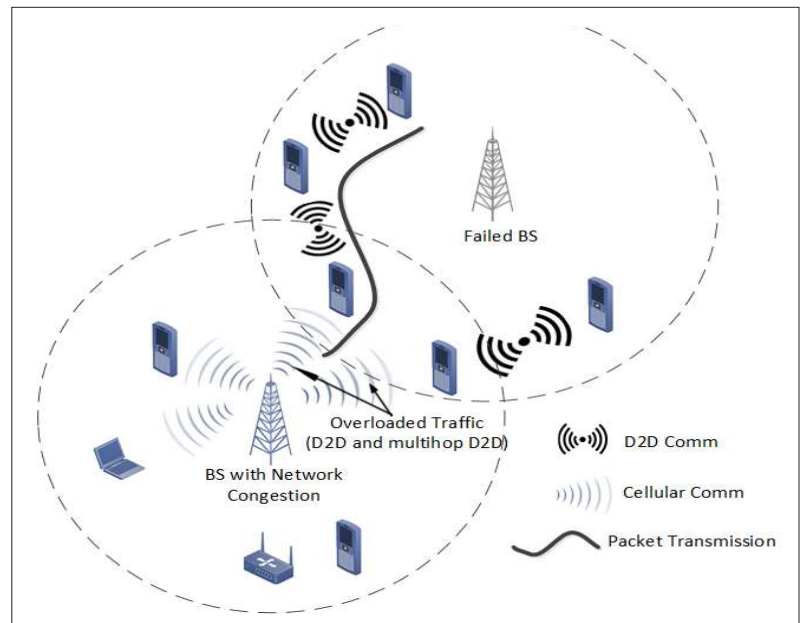 Failed BS
Overloaded Traffic
(D2D and multihop D2D)
BS with Network
Congestion
D2D Comm
Cellular Comm
Packet Transmission